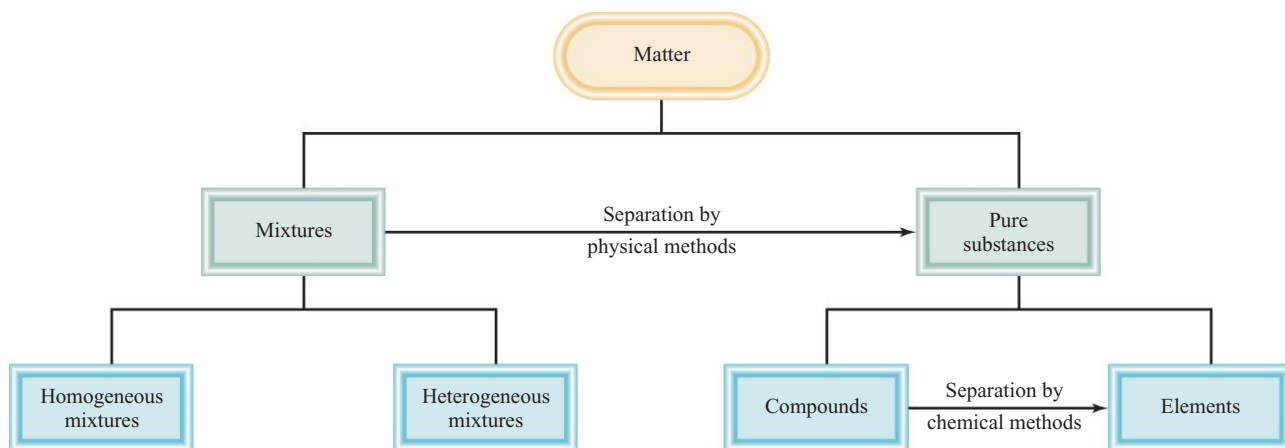 Matter
Mixtures
Separation by
physical methods
Pure
substances
Homogeneous
mixtures
Heterogeneous
mixtures
Compounds
Separation by
chemical methods
Elements